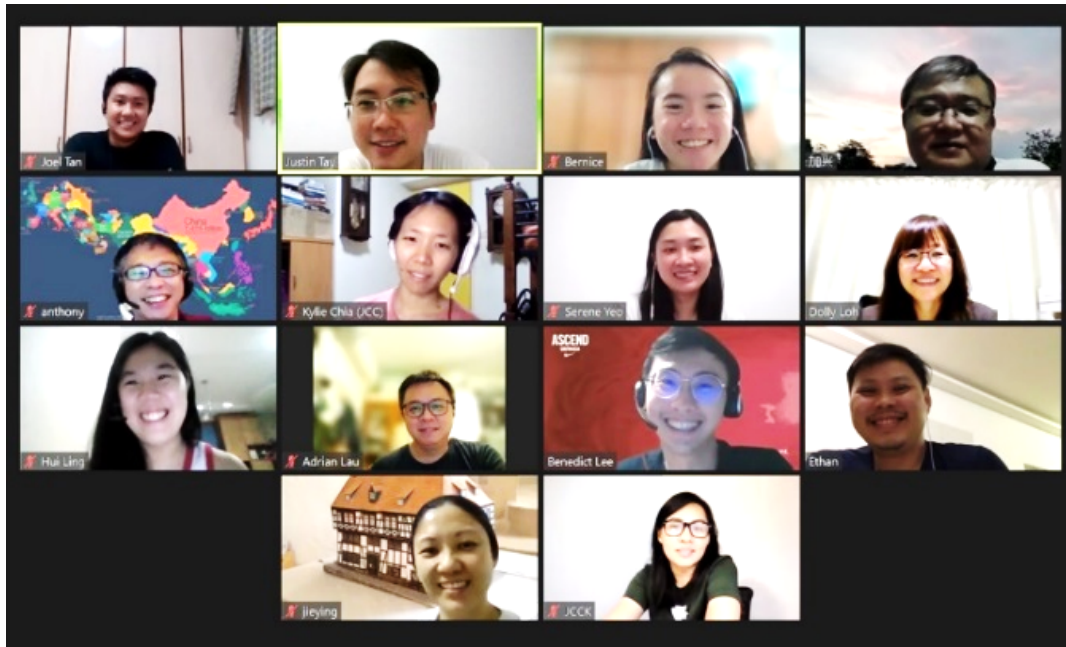 Joel Tan
Justin Tay
Bernice
anthony
China
Kylie Chia (JCC)
Serene Yeo
Dolly Loh
Hui Ling
Adrian Lau
ASCEND
Benedict Lee
Ethan
jieying
JCCK